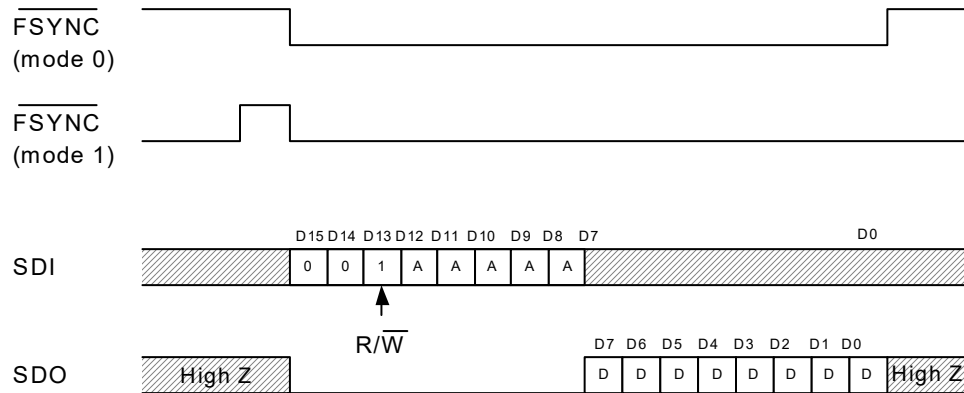 FSYNC
(mode 0)
FSYNC
(mode 1)
D15 D14 D13 D12 D11 D10 D9 D8 D7 D0
SDI 0 0 1 A A A A A
R/W
D7 D6 D5 D4 D3 D2 D1 D0
SDO High Z D D D D D D D D High Z